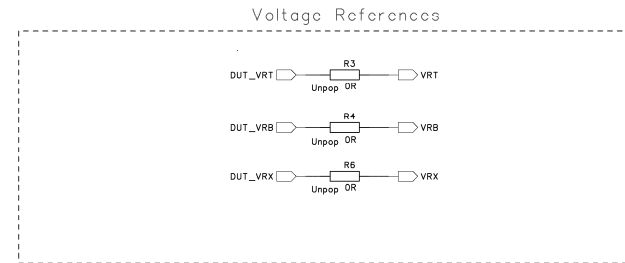 Voltage References
R3
DUT_VRT VRT
Unpop 0R
R4
DUT_VRB VRB
Unpop 0R
R6
DUT_VRX VRX
Unpop 0R